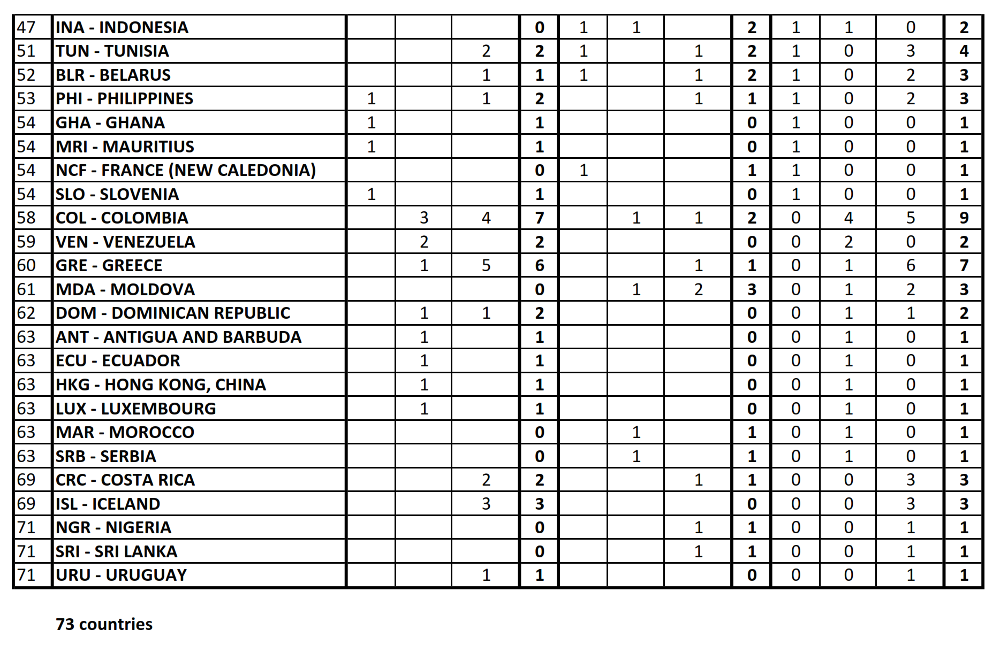 47 INA - INDONESIA 0 1 1 2 1 1 0 2
51 TUN - TUNISIA 2 2 1 1 2 1 0 3 4
52 BLR - BELARUS 1 1 1 1 2 1 0 2 3
53 PHI - PHILIPPINES 1 1 2 1 1 1 0 2 3
54 GHA - GHANA 1 1 0 1 0 0 1
54 MRI - MAURITIUS 1 1 0 1 0 0 1
54 NCF - FRANCE (NEW CALEDONIA) 0 1 1 1 0 0 1
54 SLO - SLOVENIA 1 1 0 1 0 0 1
58 COL - COLOMBIA 3 4 7 1 1 2 0 4 5 9
59 VEN - VENEZUELA 2 2 0 0 2 0 2
60 GRE - GREECE 1 5 6 1 1 0 1 6 7
61 MDA - MOLDOVA 0 1 2 3 0 1 2 3
62 DOM - DOMINICAN REPUBLIC 1 1 2 0 0 1 1 2
63 ANT - ANTIGUA AND BARBUDA 1 1 0 0 1 0 1
63 ECU - ECUADOR 1 1 0 0 1 0 1
63 HKG - HONG KONG, CHINA 1 1 0 0 1 0 1
63 LUX - LUXEMBOURG 1 1 0 0 1 0 1
63 MAR - MOROCCO 0 1 1 0 1 0 1
63 SRB - SERBIA 0 1 1 0 1 0 1
69 CRC - COSTA RICA 2 2 1 1 0 0 3 3
69 ISL - ICELAND 3 3 0 0 0 3 3
71 NGR - NIGERIA 0 1 1 0 0 1 1
71 SRI - SRI LANKA 0 1 1 0 0 1 1
71 URU - URUGUAY 1 1 0 0 0 1 1
73 countries